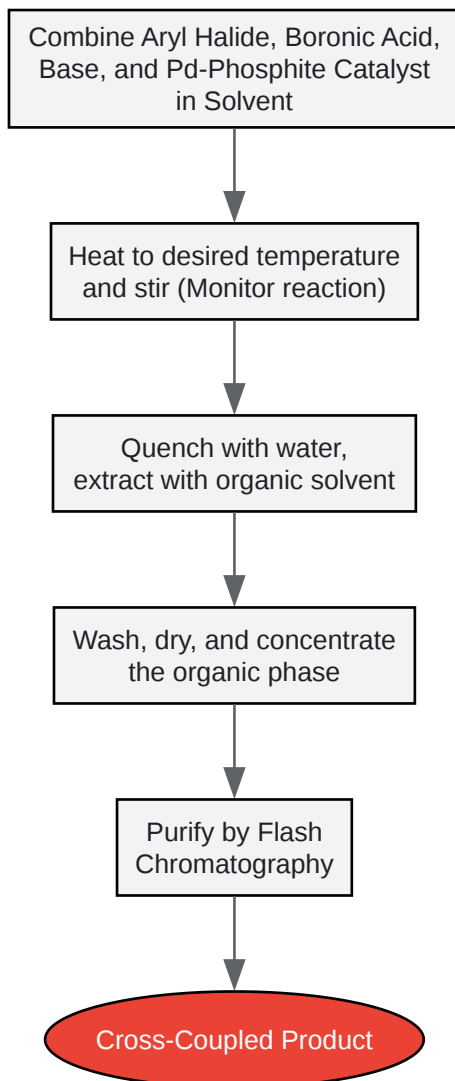 Combine Aryl Halide, Boronic Acid,
Base, and Pd-Phosphite Catalyst
in Solvent
Heat to desired temperature
and stir (Monitor reaction)
Quench with water,
extract with organic solvent
Wash, dry, and concentrate
the organic phase
Purify by Flash
Chromatography
Cross-Coupled Product